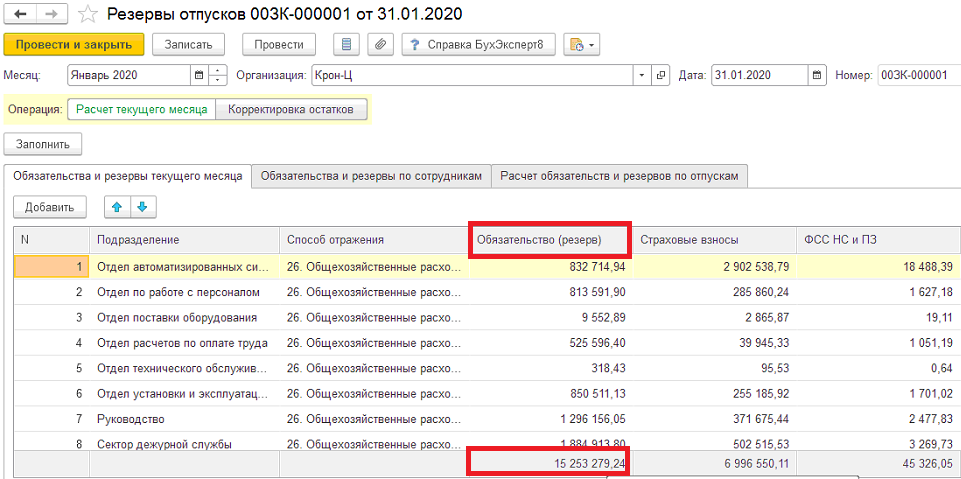 Резервы отпусков 00ЗК-000001 от 31.01.2020
Провести и закрыть Записать Провести ? Справка БухЭксперт8
Месяц: Январь 2020 Организация: Крон-Ц Дата: 31.01.2020 Номер: 00ЗК-000001
Операция: Расчет текущего месяца Корректировка остатков
Заполнить
Обязательства и резервы текущего месяца Обязательства и резервы по сотрудникам Расчет обязательств и резервов по отпускам
Добавить
N Подразделение Способ отражения Обязательство (резерв) Страховые взносы ФСС НС и ПЗ
1 Отдел автоматизированных си... 26. Общехозяйственные расхо... 832 714,94 2 902 538,79 18 488,39
2 Отдел по работе с персоналом 26. Общехозяйственные расхо... 813 591,90 285 860,24 1 627,18
3 Отдел поставки оборудования 26. Общехозяйственные расхо... 9 552,89 2 865,87 19,11
4 Отдел расчетов по оплате труда 26. Общехозяйственные расхо... 525 596,40 39 945,33 1 051,19
5 Отдел технического обслужив... 26. Общехозяйственные расхо... 318,43 95,53 0,64
6 Отдел установки и эксплуатац... 26. Общехозяйственные расхо... 850 511,13 255 185,92 1 701,02
7 Руководство 26. Общехозяйственные расхо... 1 296 156,05 371 675,44 2 477,83
8 Сектор дежурной службы 26. Общехозяйственные расхо... 1 884 913,80 502 515,53 3 269,73
15 253 279,24 6 996 550,11 45 326,05